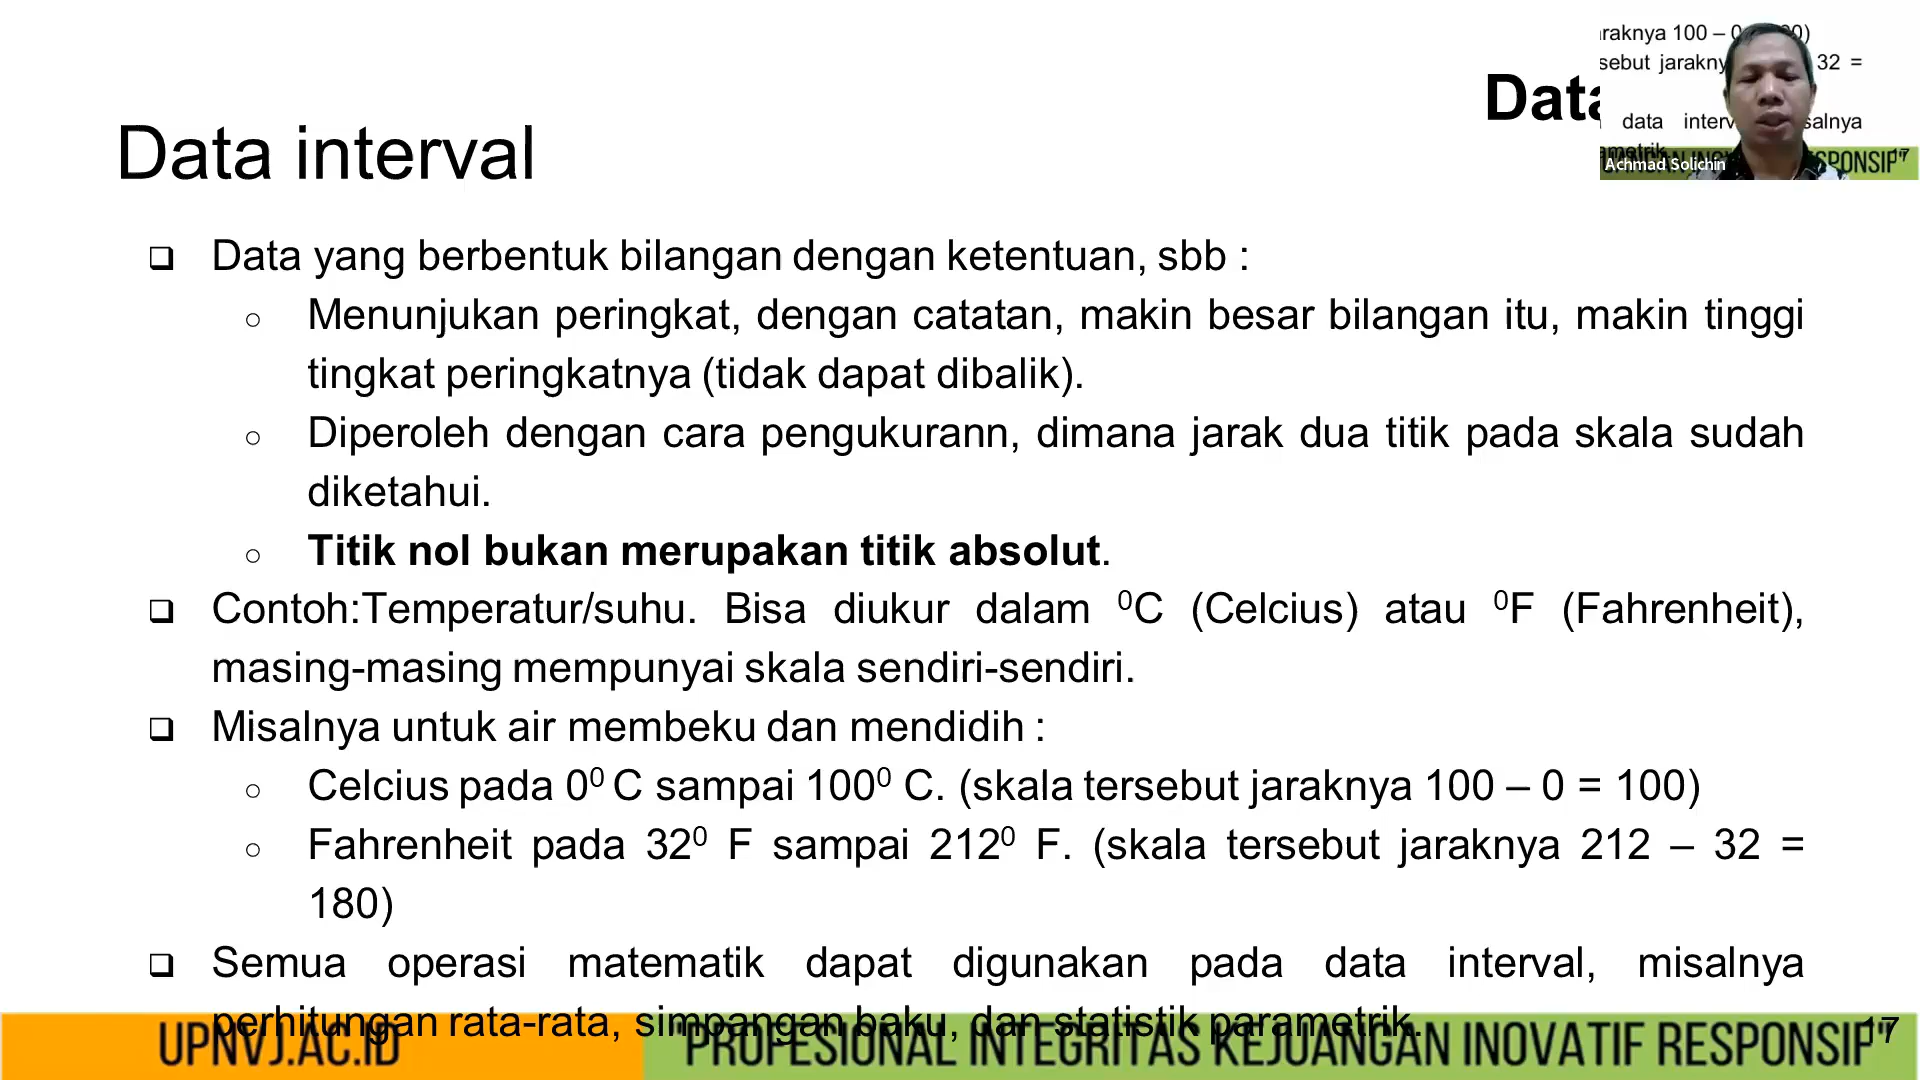 Data
Data interval
❑ Data yang berbentuk bilangan dengan ketentuan, sbb :
○ Menunjukan peringkat, dengan catatan, makin besar bilangan itu, makin tinggi
tingkat peringkatnya (tidak dapat dibalik).
○ Diperoleh dengan cara pengukurann, dimana jarak dua titik pada skala sudah
diketahui.
○ Titik nol bukan merupakan titik absolut.
❑ Contoh:Temperatur/suhu. Bisa diukur dalam ⁰C (Celcius) atau ⁰F (Fahrenheit),
masing-masing mempunyai skala sendiri-sendiri.
❑ Misalnya untuk air membeku dan mendidih :
○ Celcius pada 0⁰ C sampai 100⁰ C. (skala tersebut jaraknya 100 – 0 = 100)
○ Fahrenheit pada 32⁰ F sampai 212⁰ F. (skala tersebut jaraknya 212 – 32 =
180)
❑ Semua operasi matematik dapat digunakan pada data interval, misalnya
perhitungan rata-rata, simpangan baku, dan statistik parametrik.
UPNVJ.AC.ID "PROFESIONAL INTEGRITAS KEJUANGAN INOVATIF RESPONSIF" 17
raknya 100 – 0
sebut 32 =
data
Achmad Solichin